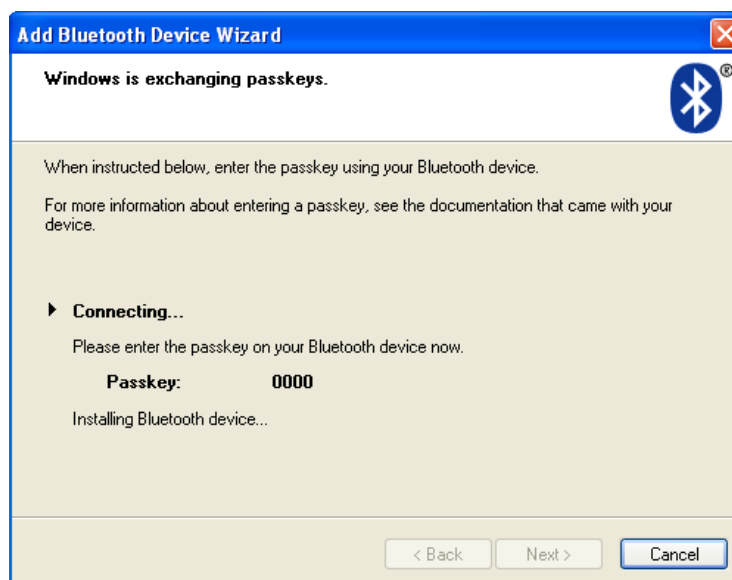 Add Bluetooth Device Wizard
Windows is exchanging passkeys.
®
When instructed below, enter the passkey using your Bluetooth device.
For more information about entering a passkey, see the documentation that came with your
device.
Connecting...
Please enter the passkey on your Bluetooth device now.
Passkey: 0000
Installing Bluetooth device...
< Back Next > Cancel